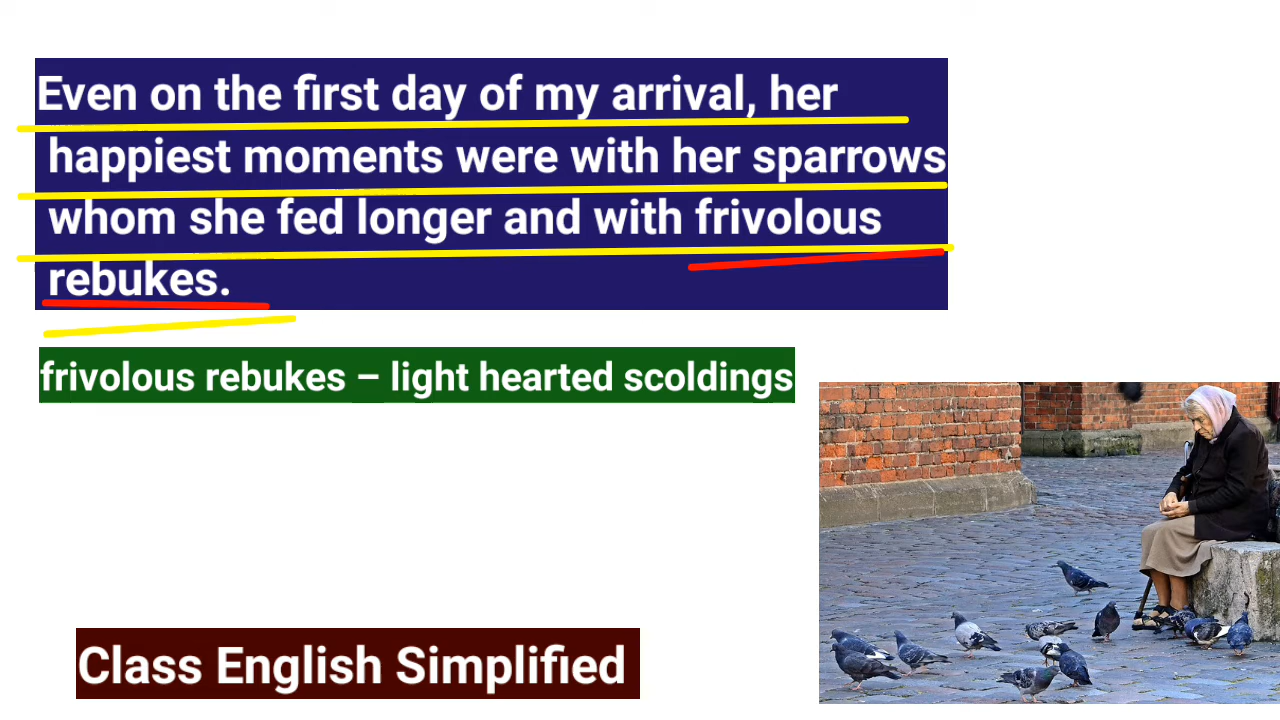 Even on the first day of my arrival, her
happiest moments were with her sparrows
whom she fed longer and with frivolous
rebukes.
frivolous rebukes – light hearted scoldings
Class English Simplified